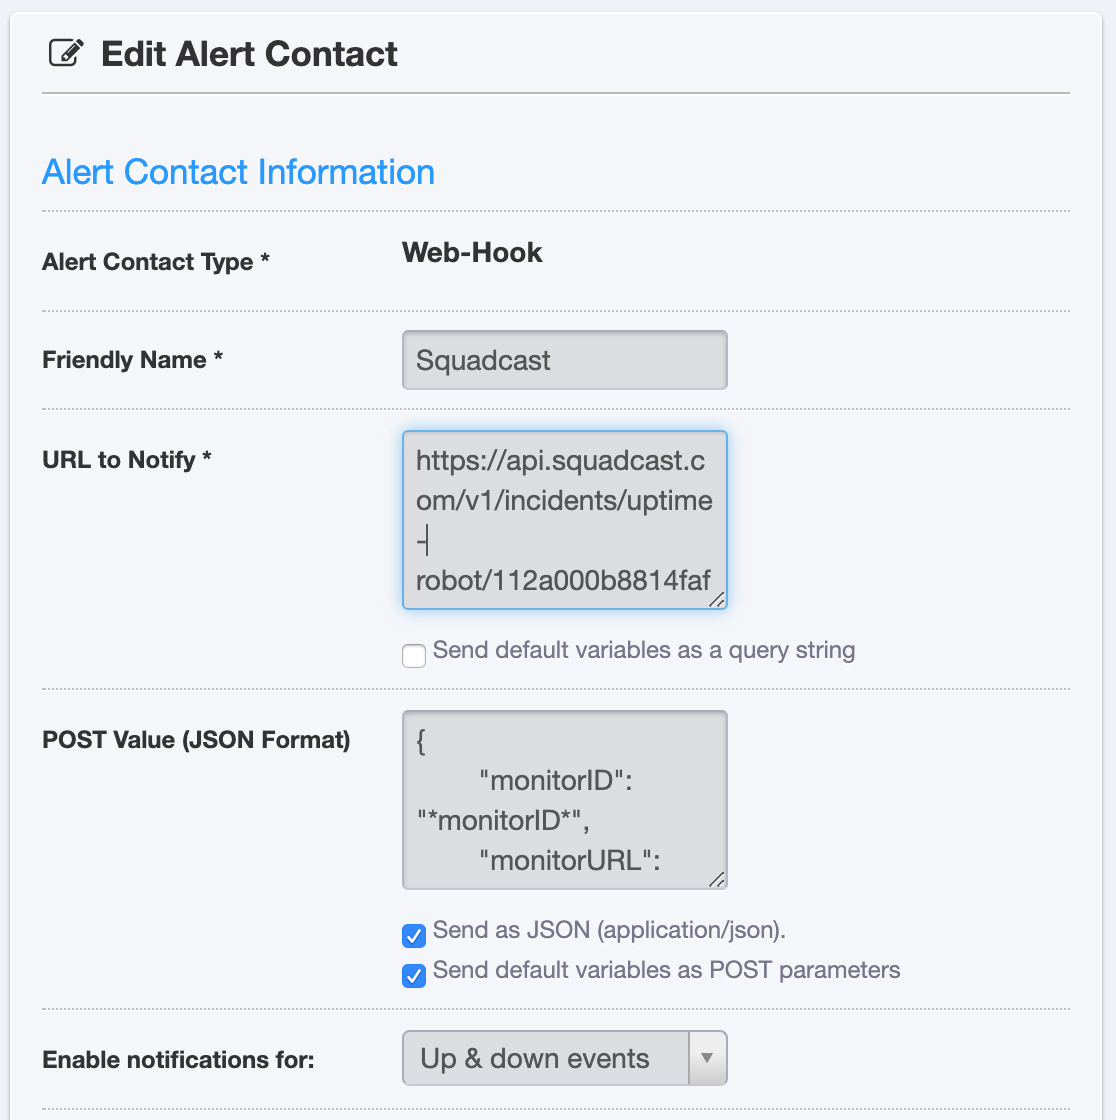 Edit Alert Contact
Alert Contact Information
Alert Contact Type *
Web-Hook
Friendly Name *
Squadcast
URL to Notify *
https://api.squadcast.c
om/v1/incidents/uptime
-
robot/112a000b8814faf
Send default variables as a query string
POST Value (JSON Format)
{
"monitorID":
"*monitorID*",
"monitorURL":
Send as JSON (application/json).
Send default variables as POST parameters
Enable notifications for:
Up & down events